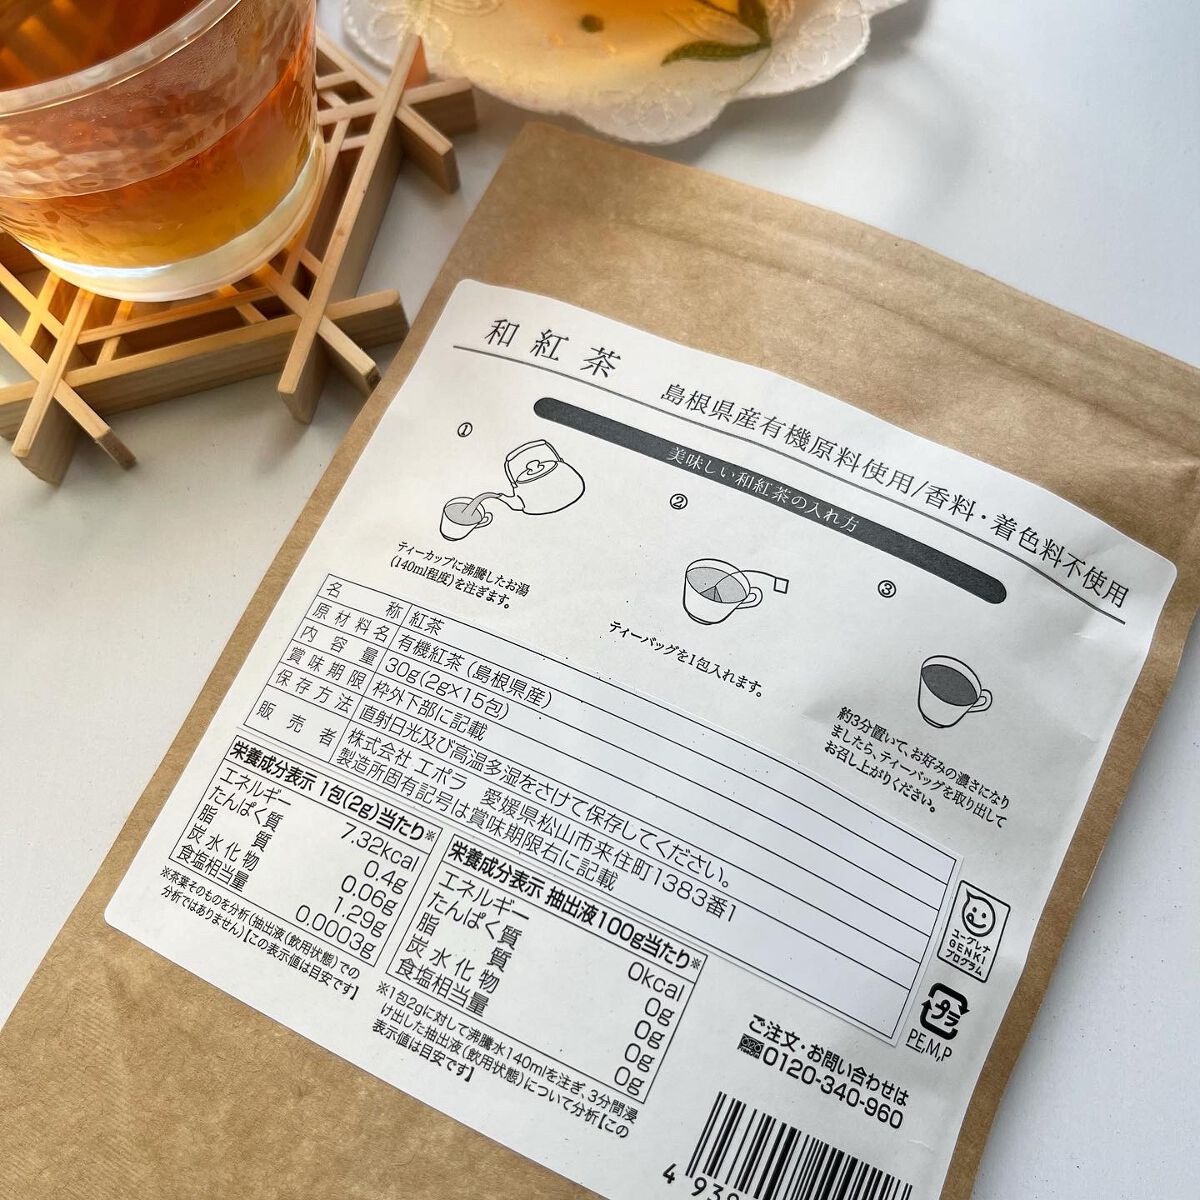 和紅茶 島根県産有機原料使用/香料・着色料不使用
美味しい和紅茶の入れ方
①
ティーカップに沸騰したお湯
(140ml程度)を注ぎます。
②
ティーバッグを1包入れます。
③
約3分置いて、お好みの濃さになり
ましたら、ティーバッグを取り出して
お召し上がりください。
名称 紅茶
原材料名 有機紅茶(島根県産)
内容量 30g(2g×15包)
賞味期限 枠外下部に記載
保存方法 直射日光及び高温多湿をさけて保存してください。
販売者 株式会社 エポラ 愛媛県松山市来住町1383番1
製造所固有記号は賞味期限右に記載
栄養成分表示 1包(2g)当たり※
エネルギー 7.32kcal
たんぱく質 0.4g
脂質 0.06g
炭水化物 1.29g
食塩相当量 0.0003g
※茶葉そのものを分析(抽出液(飲用状態)での
分析ではありません)【この表示値は目安です】
栄養成分表示 抽出液100g当たり※
エネルギー 0kcal
たんぱく質 0g
脂質 0g
炭水化物 0g
食塩相当量 0g
※1包2gに対して沸騰水140mlを注ぎ、3分間浸
け出した抽出液(飲用状態)について分析【この
表示値は目安です】
ユーグレナ
GENKI
プログラム
プラ
PE,M,P
ご注文・お問い合わせは
0120-340-960
4 938